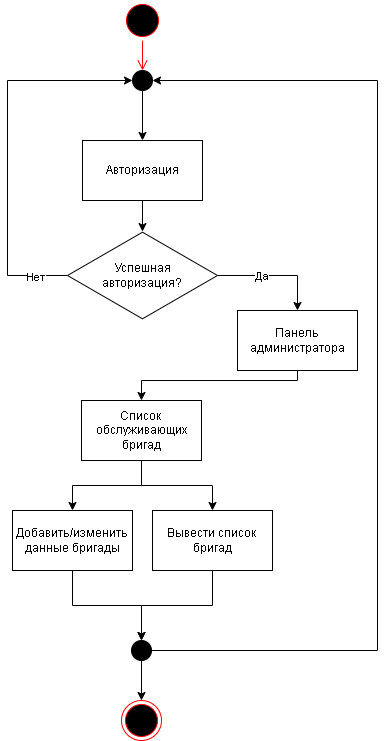 Авторизация
Успешная
авторизация?
Нет
Да
Панель
администратора
Список
обслуживающих
бригад
Добавить/изменить
данные бригады
Вывести список
бригад